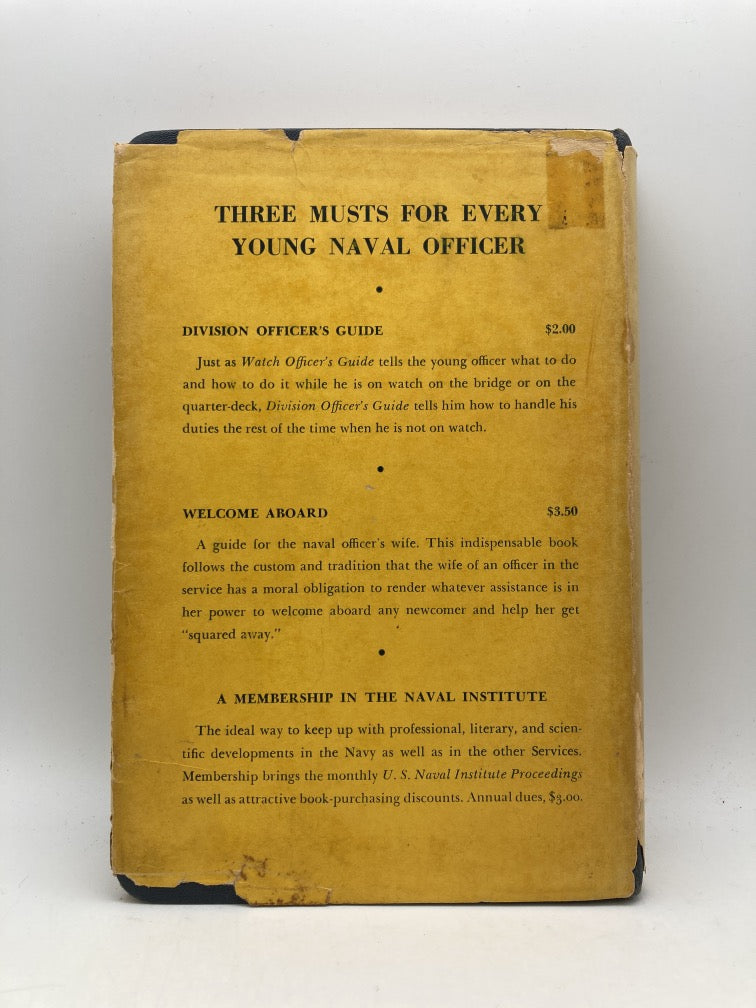 THREE MUSTS FOR EVERY
YOUNG NAVAL OFFICER
•
DIVISION OFFICER'S GUIDE $2.00
Just as Watch Officer's Guide tells the young officer what to do
and how to do it while he is on watch on the bridge or on the
quarter-deck, Division Officer's Guide tells him how to handle his
duties the rest of the time when he is not on watch.
•
WELCOME ABOARD $3.50
A guide for the naval officer's wife. This indispensable book
follows the custom and tradition that the wife of an officer in the
service has a moral obligation to render whatever assistance is in
her power to welcome aboard any newcomer and help her get
"squared away."
•
A MEMBERSHIP IN THE NAVAL INSTITUTE
The ideal way to keep up with professional, literary, and scien-
tific developments in the Navy as well as in the other Services.
Membership brings the monthly U. S. Naval Institute Proceedings
as well as attractive book-purchasing discounts. Annual dues, $3.00.